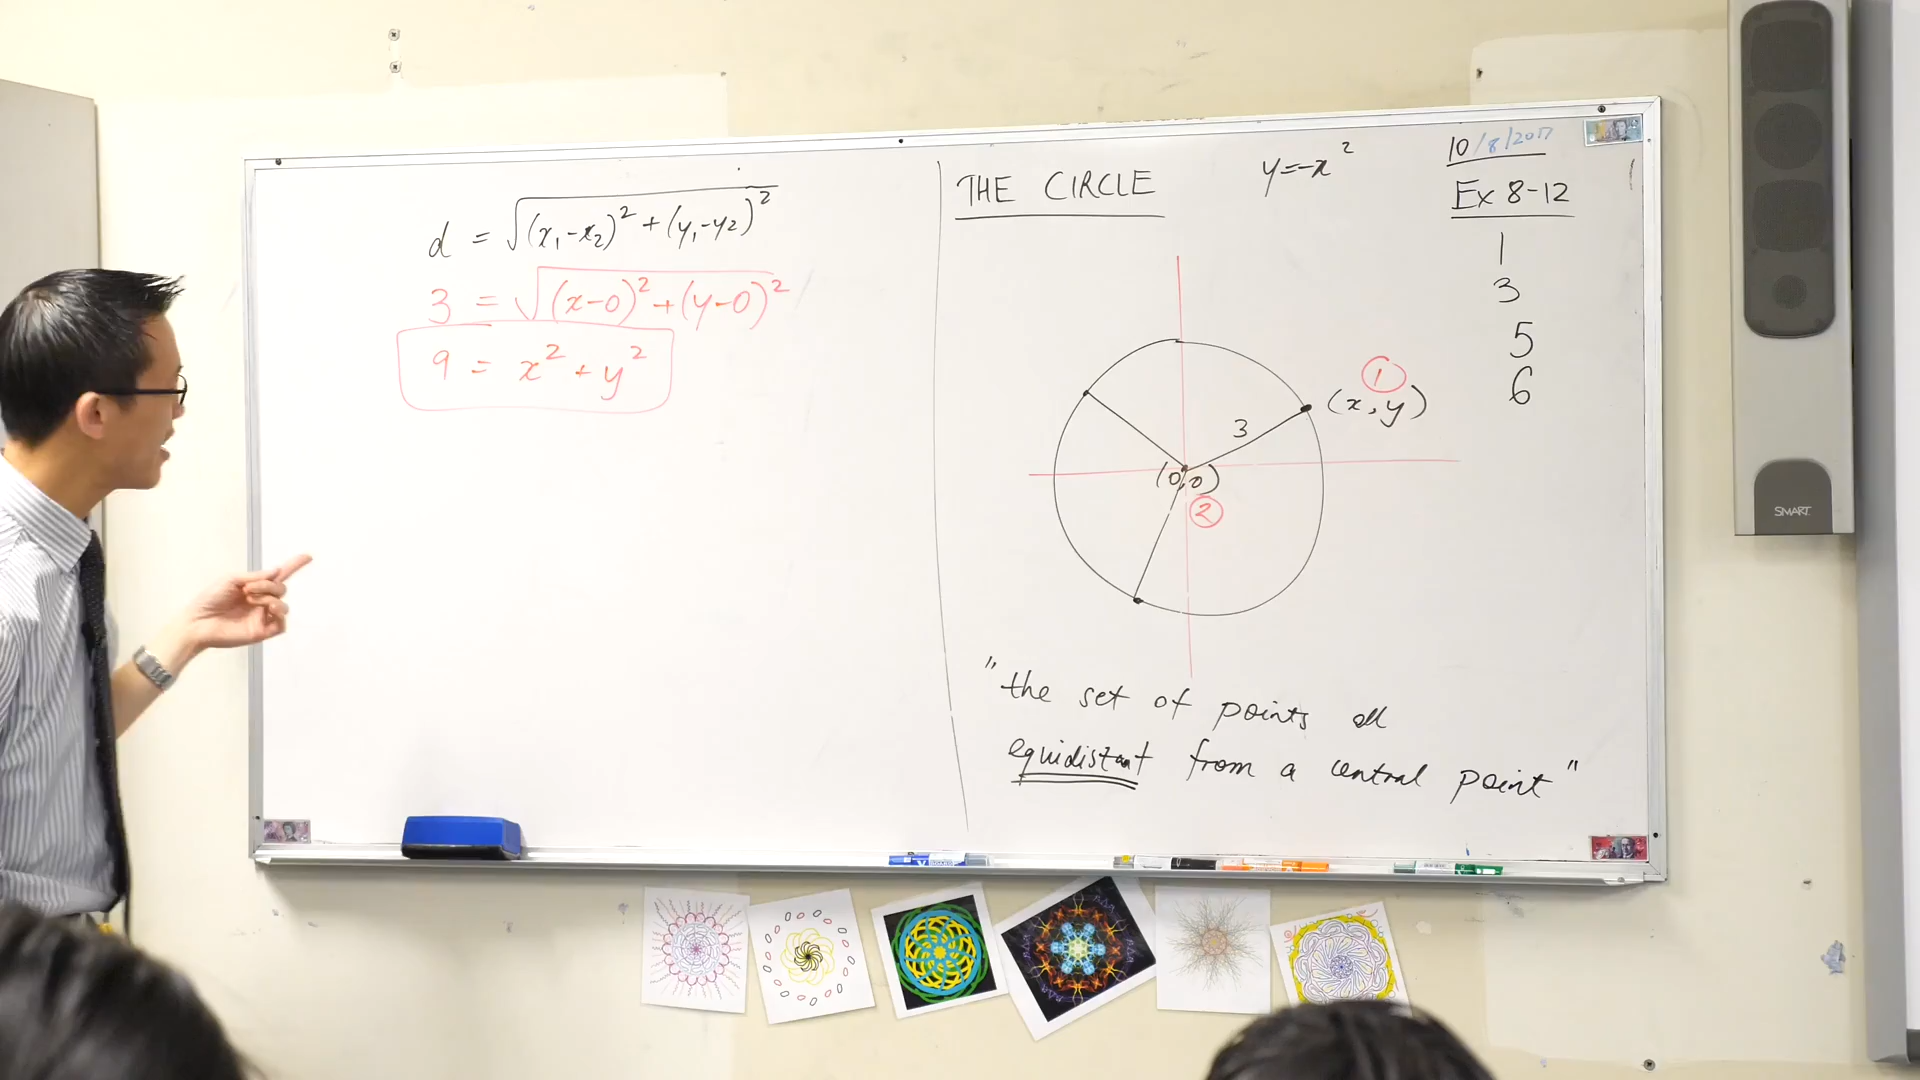 d = √(x₁-x₂)² + (y₁-y₂)²
3 = √(x-0)² + (y-0)²
9 = x² + y²
THE CIRCLE
y=-x²
10/8/2017
Ex 8-12
1
3
5
6
①
(x, y)
3
(0,0)
②
"the set of points all
equidistant from a central point"
SMART